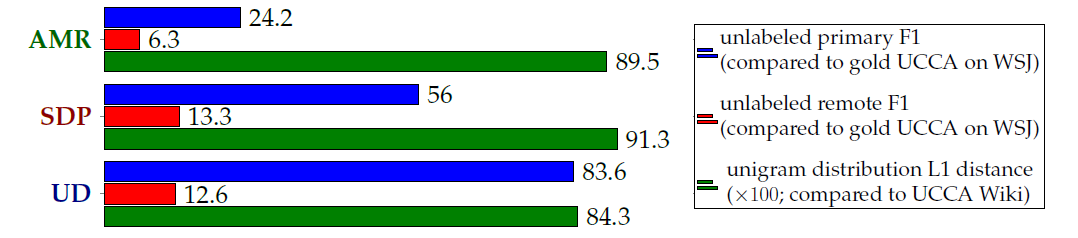 AMR
24.2
6.3
89.5
SDP
56
13.3
91.3
UD
83.6
12.6
84.3
unlabeled primary F1
(compared to gold UCCA on WSJ)
unlabeled remote F1
(compared to gold UCCA on WSJ)
unigram distribution L1 distance
(×100; compared to UCCA Wiki)